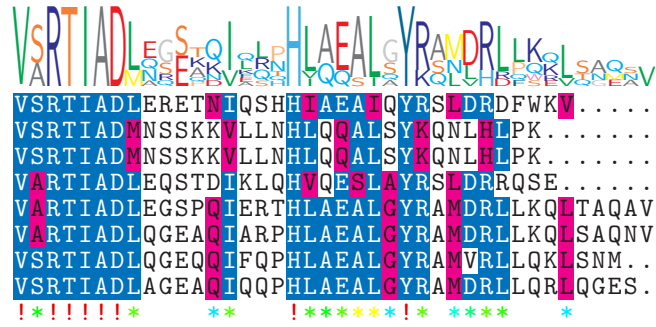 VSRTIADLERETNIQSHHIAEAIQYRSLDRDFWKV.....
VSRTIADMNSSKKVLLNHLQQALSYKQNLHLPK.......
VSRTIADMNSSKKVLLNHLQQALSYKQNLHLPK.......
VARTIADLEQSTDIKLQHVQESLAYRSLDRRQSE......
VARTIADLEGSPQIERTHLAEALGYRAMDRLLKQLTAQAV
VARTIADLQGEAQIARPHLAEALGYRAMDRLLKQLSAQNV
VSRTIADLQGEQQIFQPHLAEALGYRAMVRLLQKLSNM..
VSRTIADLAGEAQIQQPHLAEALGYRAMDRLLQRLQGES.
!*!!!!!* ** !******!* **** *